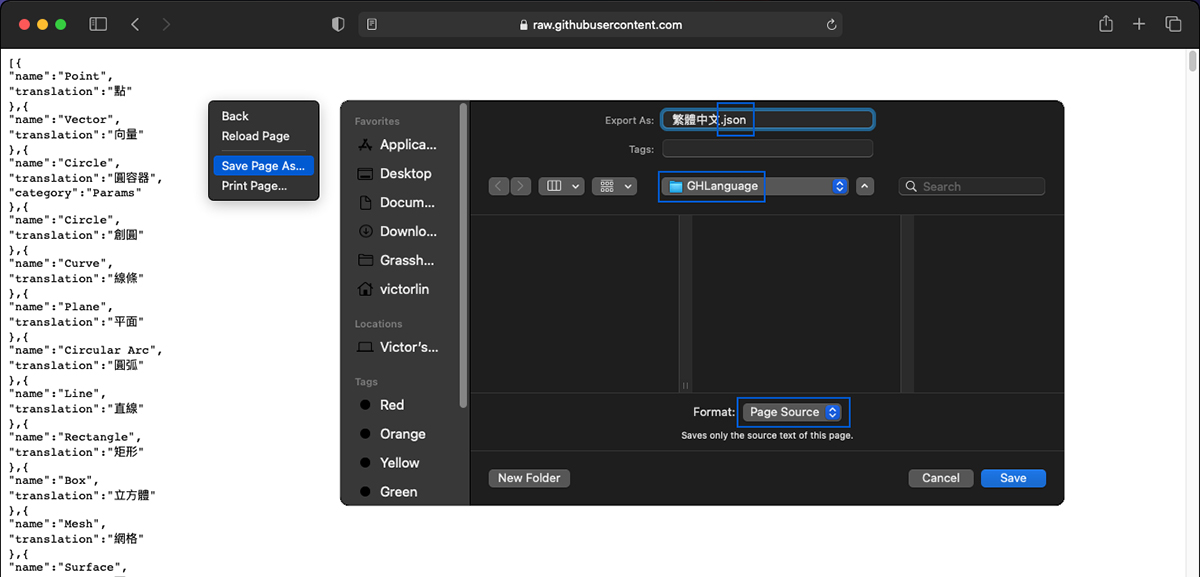 raw.githubusercontent.com
[{
"name":"Point",
"translation":"點"
},{
"name":"Vector",
"translation":"向量"
},{
"name":"Circle",
"translation":"圓容器",
"category":"Params"
},{
"name":"Circle",
"translation":"創圓"
},{
"name":"Curve",
"translation":"線條"
},{
"name":"Plane",
"translation":"平面"
},{
"name":"Circular Arc",
"translation":"圓弧"
},{
"name":"Line",
"translation":"直線"
},{
"name":"Rectangle",
"translation":"矩形"
},{
"name":"Box",
"translation":"立方體"
},{
"name":"Mesh",
"translation":"網格"
},{
"name":"Surface",
Back
Reload Page
Save Page As...
Print Page...
Favorites
Applica...
Desktop
Docum...
Downlo...
Grassh...
victorlin
Locations
Victor's...
Tags
Red
Orange
Yellow
Green
Export As: 繁體中文.json
Tags:
GHLanguage
Search
Format: Page Source
Saves only the source text of this page.
New Folder
Cancel
Save